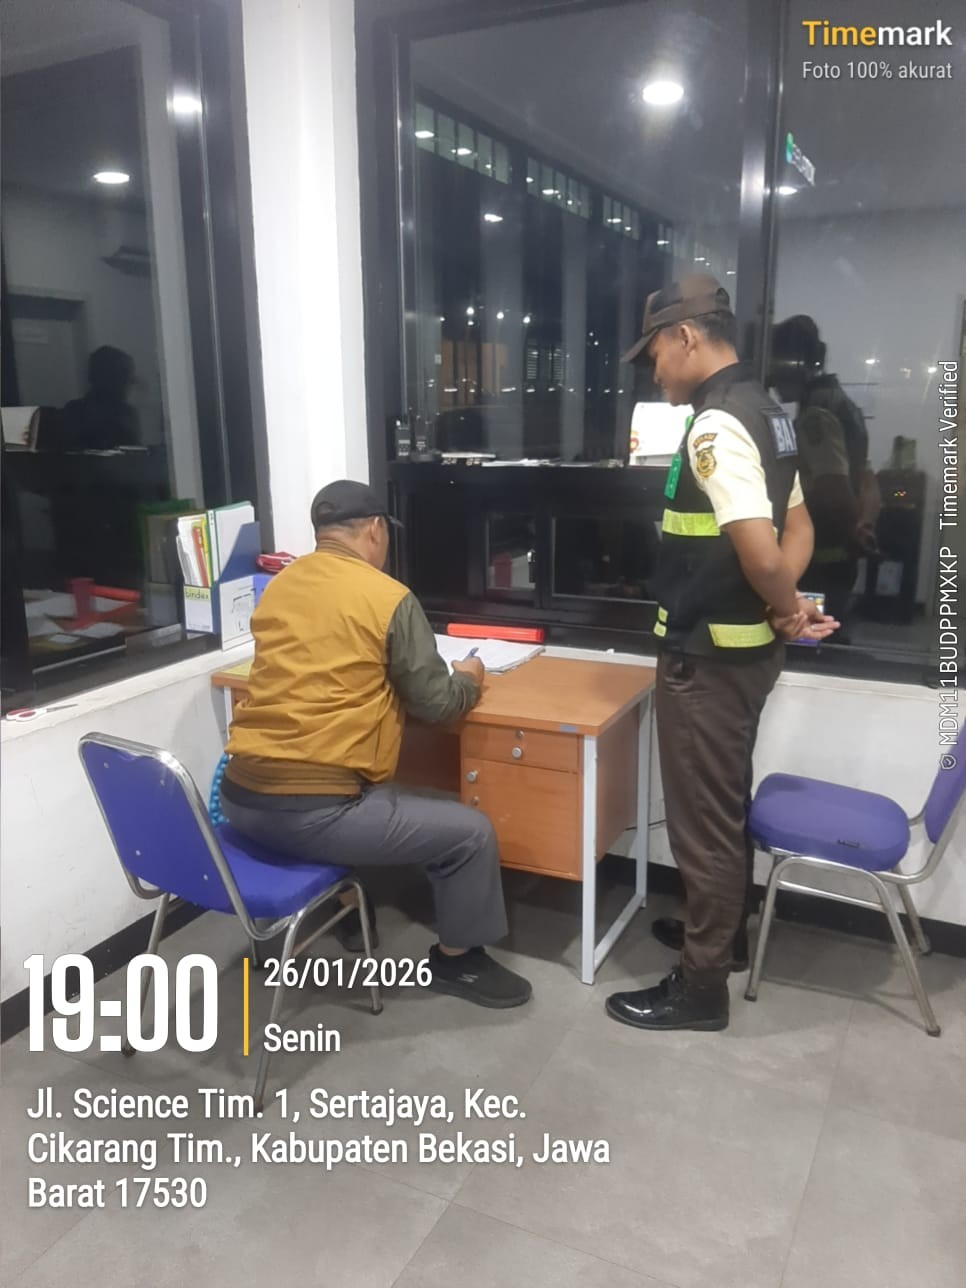 Timemark
Foto 100% akurat
BA
bindex
MDM11BUDPPMXKP Timemark Verified
19:00
26/01/2026
Senin
Jl. Science Tim. 1, Sertajaya, Kec.
Cikarang Tim., Kabupaten Bekasi, Jawa
Barat 17530